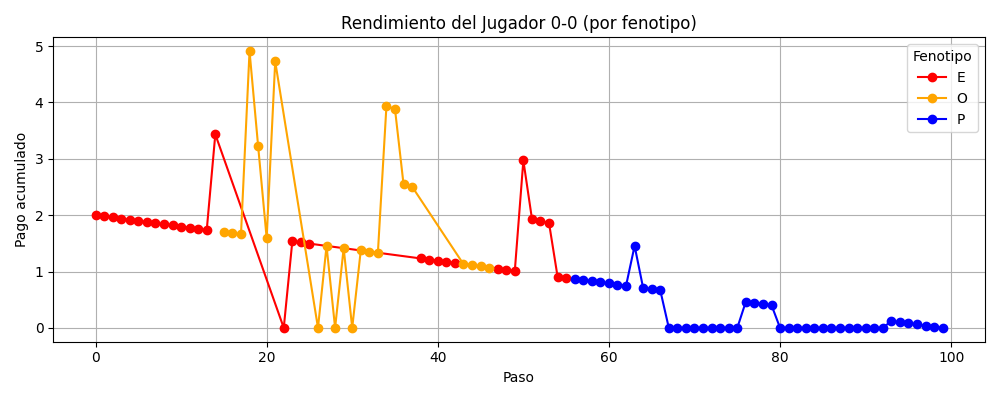 Rendimiento del Jugador 0-0 (por fenotipo)
Pago acumulado
5
4
3
2
1
0
Fenotipo
E
O
P
0 20 40 60 80 100
Paso